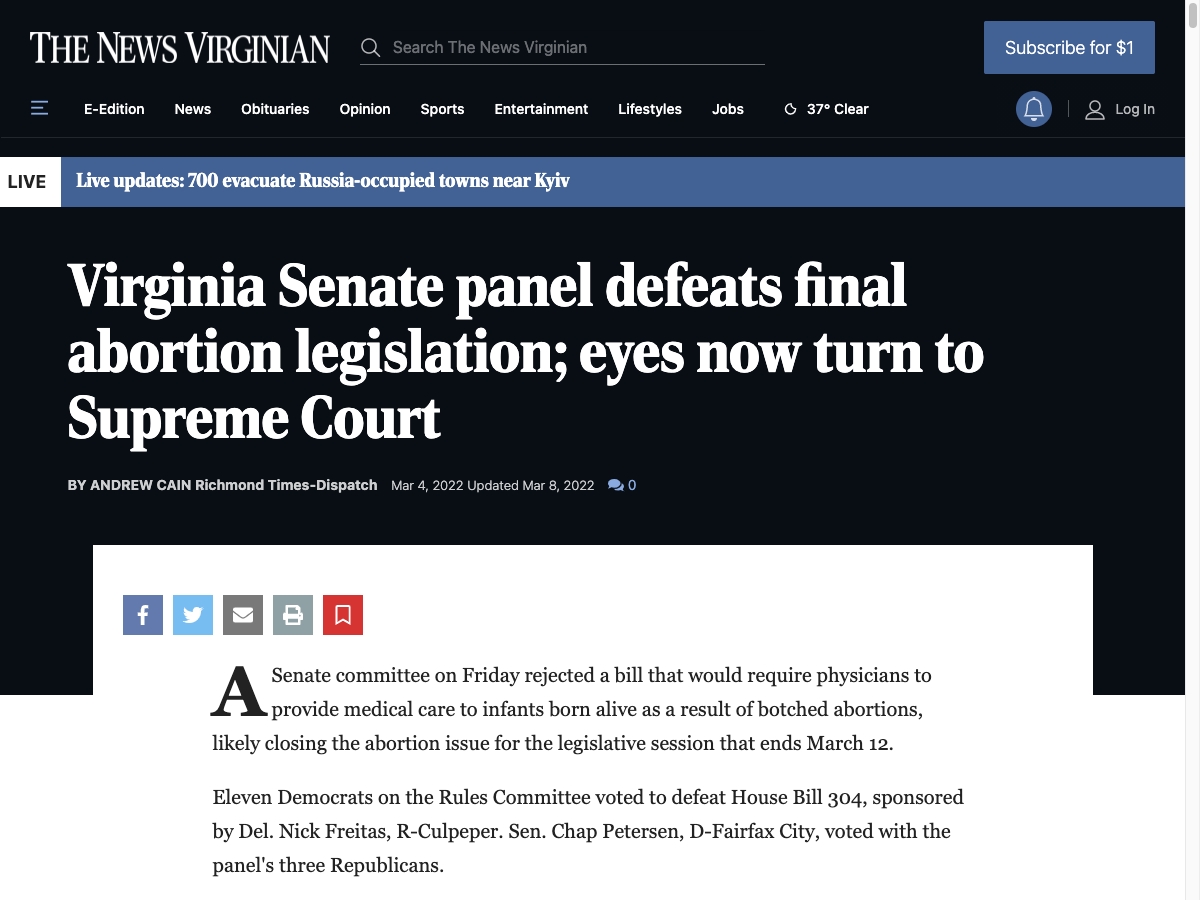 THE NEWS VIRGINIAN
Search The News Virginian
Subscribe for $1
E-Edition News Obituaries Opinion Sports Entertainment Lifestyles Jobs 37° Clear
Log In
LIVE Live updates: 700 evacuate Russia-occupied towns near Kyiv
Virginia Senate panel defeats final
abortion legislation; eyes now turn to
Supreme Court
BY ANDREW CAIN Richmond Times-Dispatch Mar 4, 2022 Updated Mar 8, 2022 0
A Senate committee on Friday rejected a bill that would require physicians to
provide medical care to infants born alive as a result of botched abortions,
likely closing the abortion issue for the legislative session that ends March 12.
Eleven Democrats on the Rules Committee voted to defeat House Bill 304, sponsored
by Del. Nick Freitas, R-Culpeper. Sen. Chap Petersen, D-Fairfax City, voted with the
panel's three Republicans.